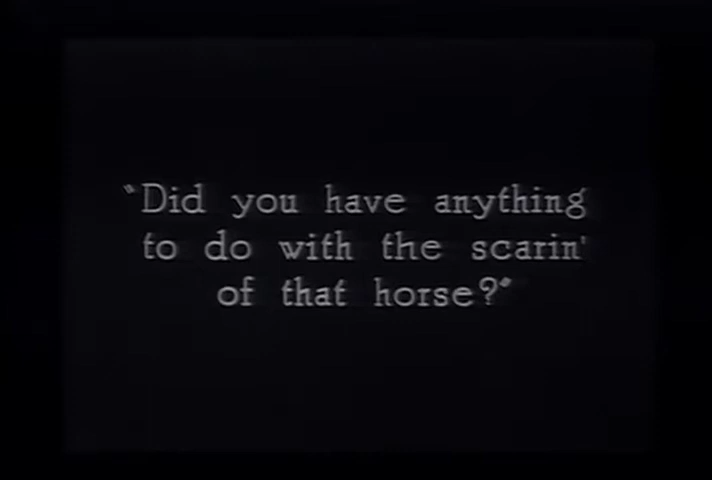 "Did you have anything
to do with the scarin'
of that horse?"